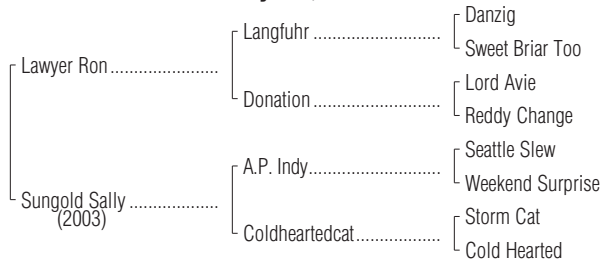 Danzig
Langfuhr
Sweet Briar Too
Lawyer Ron
Lord Avie
Donation
Reddy Change
Seattle Slew
A.P. Indy
Weekend Surprise
Sungold Sally
(2003)
Storm Cat
Coldheartedcat
Cold Hearted